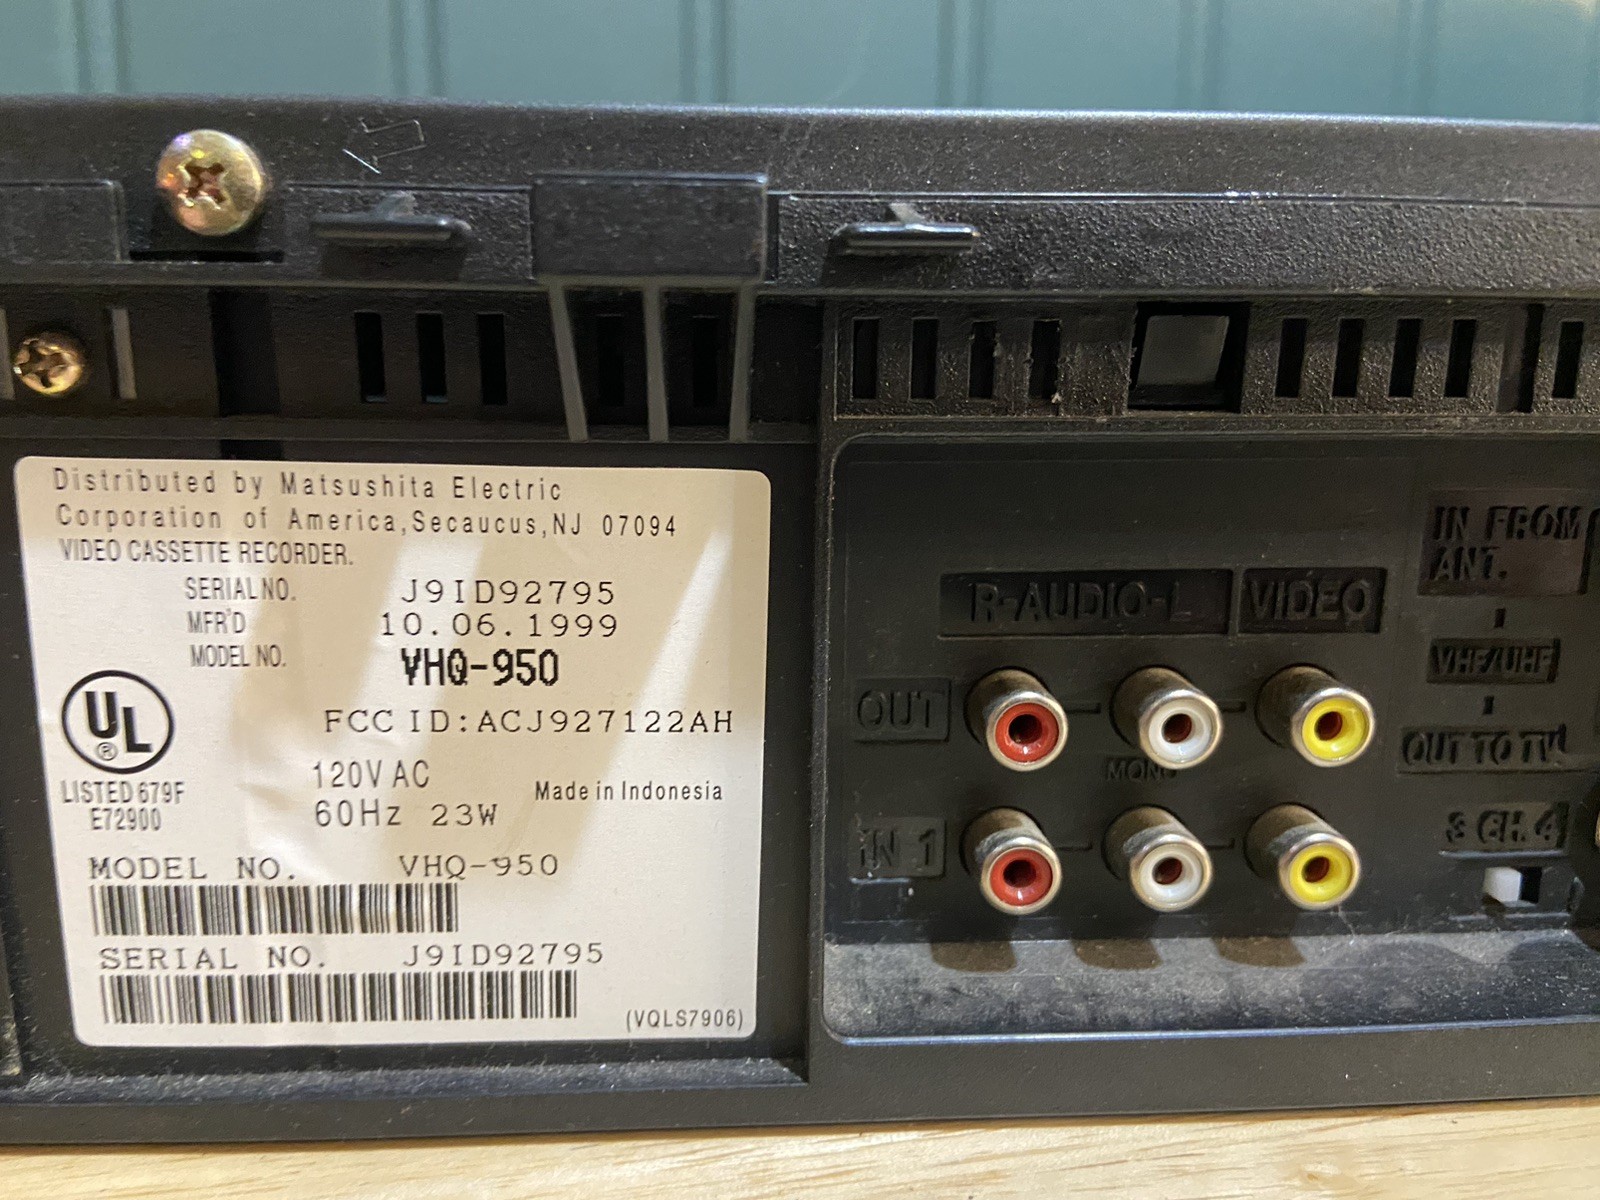 Distributed by Matsushita Electric
Corporation of America,Secaucus,NJ 07094
VIDEO CASSETTE RECORDER.
SERIAL NO. J9ID92795
MFR'D 10.06.1999
MODEL NO. VHQ-950
FCC ID:ACJ927122AH
UL
®
LISTED 679F
E72900
120V AC
60Hz 23W
Made in Indonesia
MODEL NO. VHQ-950
SERIAL NO. J9ID92795
(VQLS7906)
R-AUDIO-L VIDEO
OUT
MONO
IN 1
IN FROM
ANT.
VHF/UHF
OUT TO TV
3 CH. 4